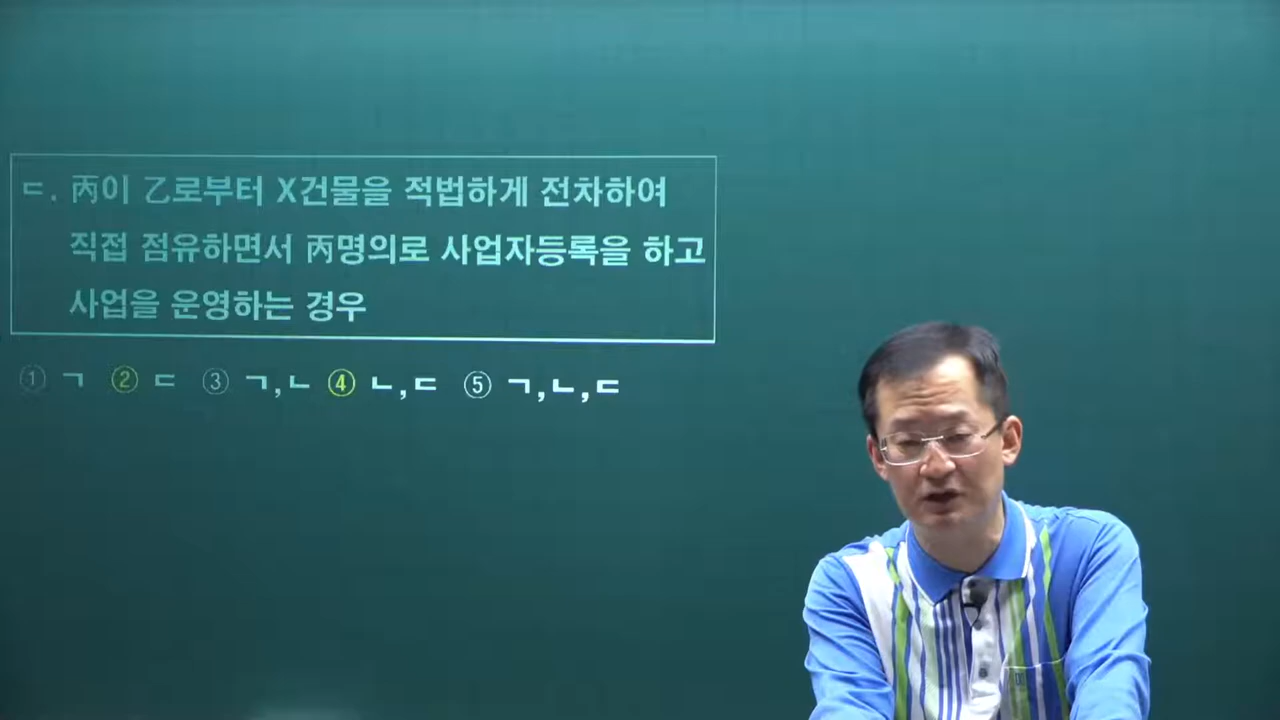 ㄷ. 丙이 乙로부터 X건물을 적법하게 전차하여
직접 점유하면서 丙명의로 사업자등록을 하고
사업을 운영하는 경우
① ㄱ ② ㄷ ③ ㄱ,ㄴ ④ ㄴ,ㄷ ⑤ ㄱ,ㄴ,ㄷ